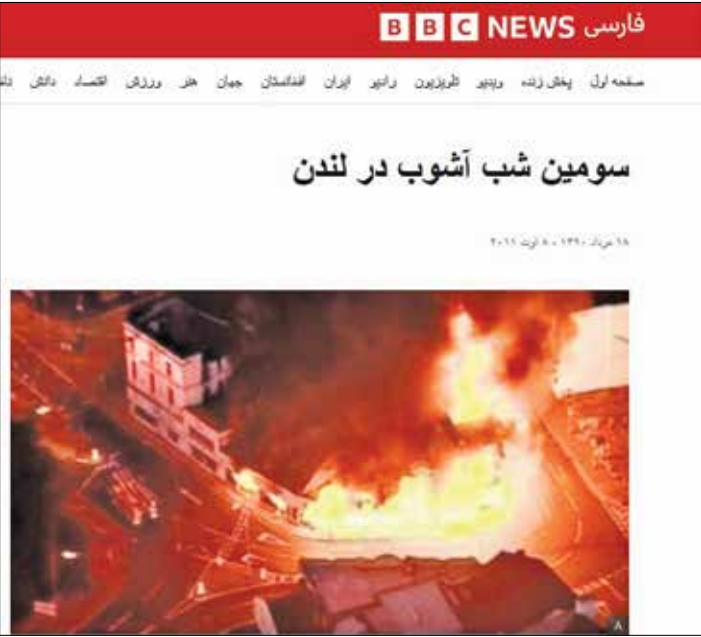 BBC NEWS فارسی
صفحه اول پخش زنده ویدیو تلویزیون رادیو ایران افغانستان جهان هنر ورزش اقتصاد دانش
سومین شب آشوب در لندن
۱۸ مرداد ۱۳۹۰ - ۸ اوت ۲۰۱۱
A